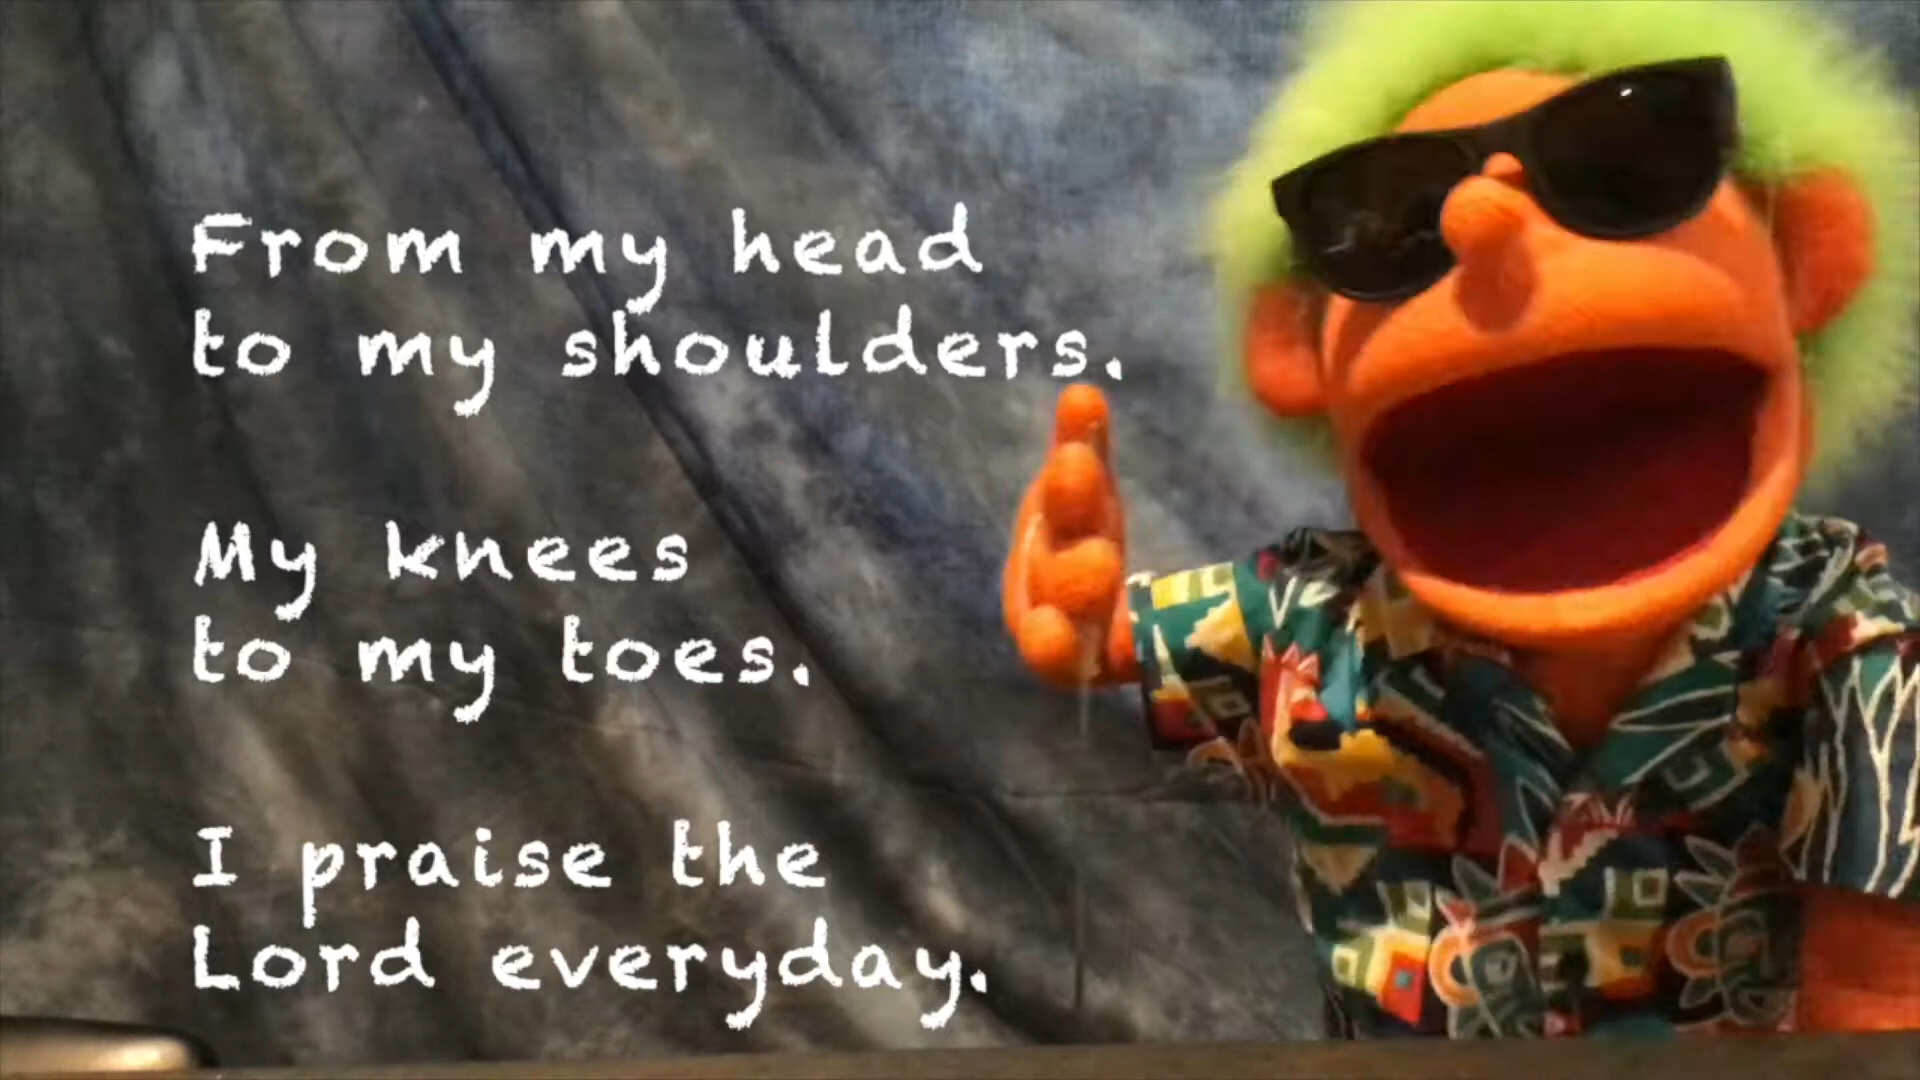 From my head
to my shoulders.
My knees
to my toes.
I praise the
Lord everyday.